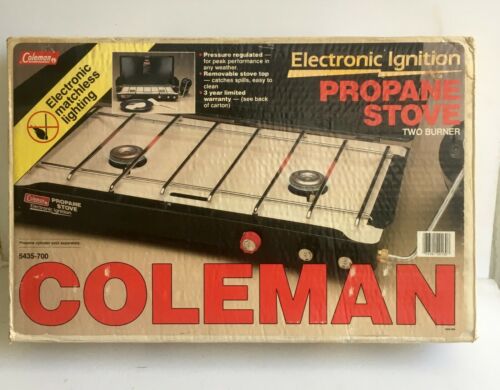 Coleman
Electronic
matchless
lighting
• Pressure regulated —
for peak performance in
any weather.
• Removable stove top —
catches spills, easy to
clean
• 3 year limited
warranty — (see back
of carton)
Electronic Ignition
PROPANE
STOVE
TWO BURNER
Coleman
PROPANE
STOVE
Electronic Ignition
Propane cylinder sold separately.
5435-700
COLEMAN